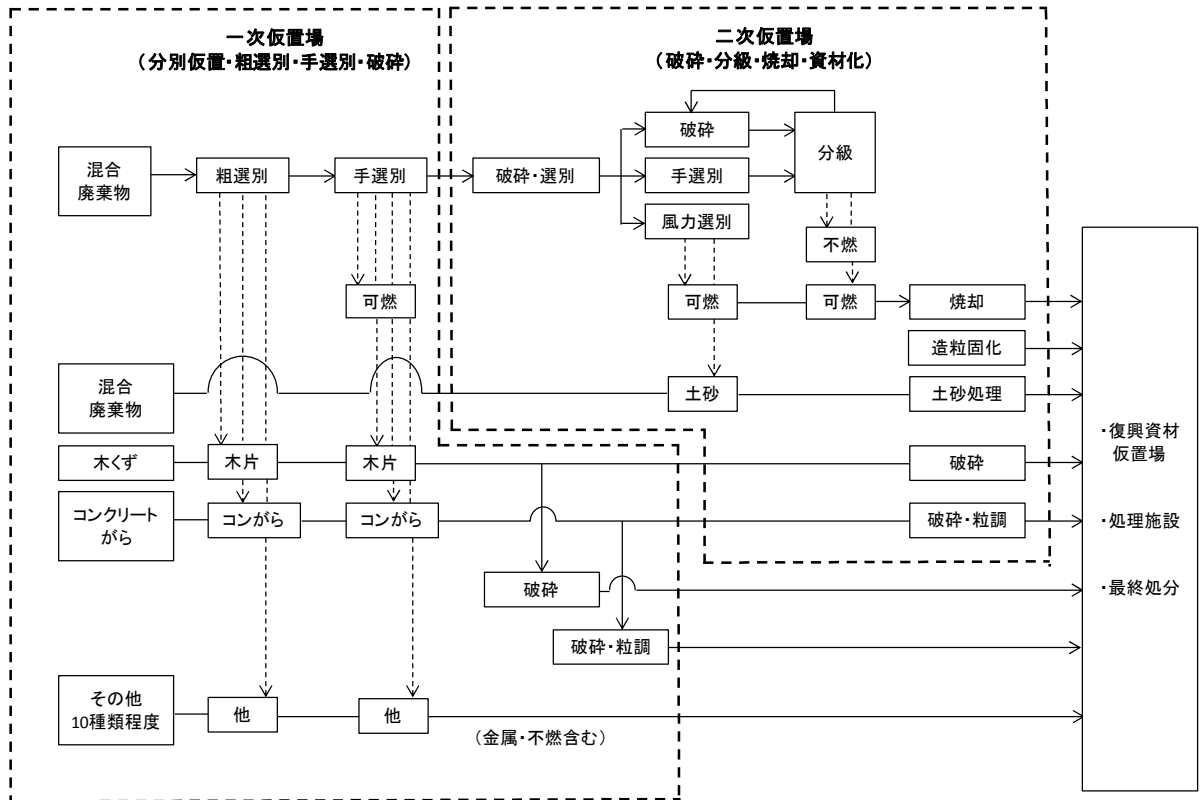 一次仮置場
（分別仮置・粗選別・手選別・破砕）
二次仮置場
（破砕・分級・焼却・資材化）
混合
廃棄物
粗選別
手選別
破砕・選別
破砕
手選別
風力選別
分級
不燃
可燃
可燃
可燃
焼却
造粒固化
混合
廃棄物
土砂
土砂処理
木くず
木片
木片
破砕
コンクリート
がら
コンがら
コンがら
破砕・粒調
破砕
破砕・粒調
その他
10種類程度
他
他
（金属・不燃含む）
・復興資材
仮置場
・処理施設
・最終処分